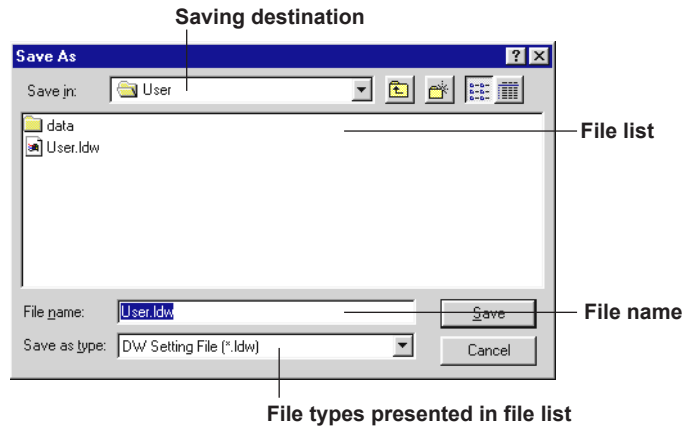 Saving destination
Save As
Save in: User
data
User.ldw
File list
File name: User.ldw Save
File name
Save as type: DW Setting File (*.ldw) Cancel
File types presented in file list